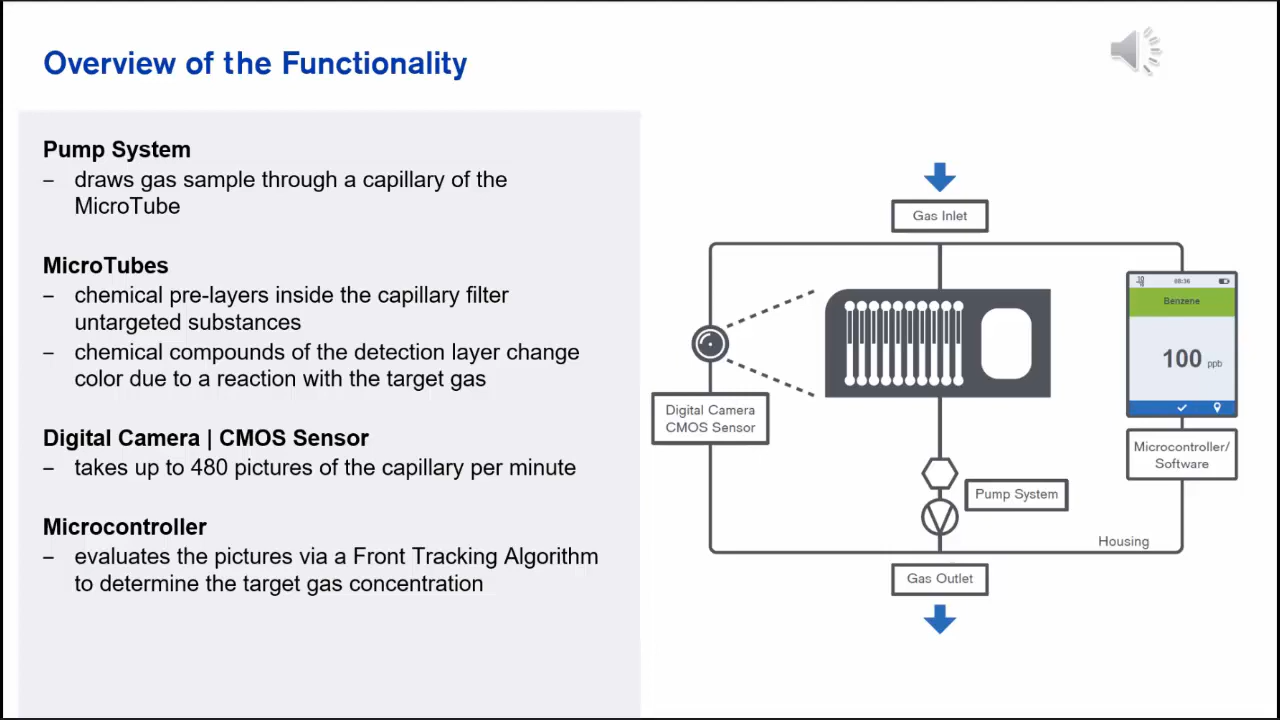 Overview of the Functionality
Pump System
– draws gas sample through a capillary of the
MicroTube
MicroTubes
– chemical pre-layers inside the capillary filter
untargeted substances
– chemical compounds of the detection layer change
color due to a reaction with the target gas
Digital Camera | CMOS Sensor
– takes up to 480 pictures of the capillary per minute
Microcontroller
– evaluates the pictures via a Front Tracking Algorithm
to determine the target gas concentration
Gas Inlet
Digital Camera
CMOS Sensor
Benzene
100 ppb
Microcontroller/
Software
Pump System
Housing
Gas Outlet